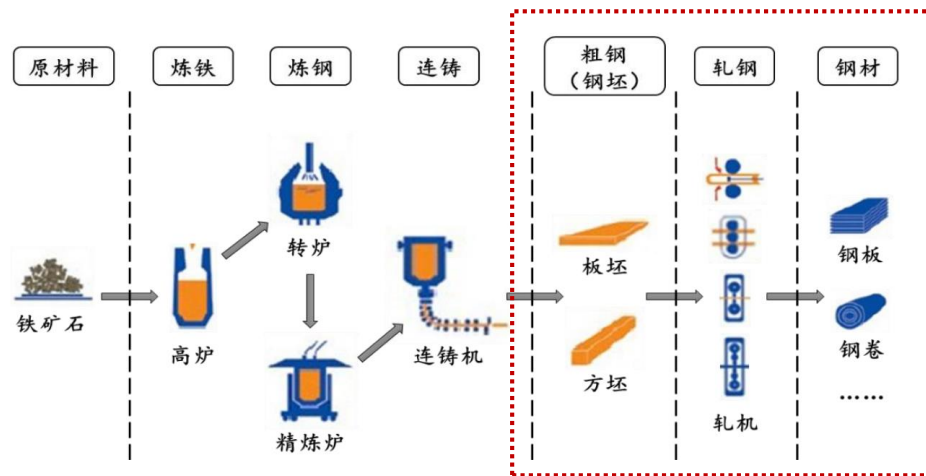 原材料
炼铁
炼钢
连铸
粗钢
（钢坯）
轧钢
钢材
铁矿石
高炉
转炉
精炼炉
连铸机
板坯
方坯
轧机
钢板
钢卷
……